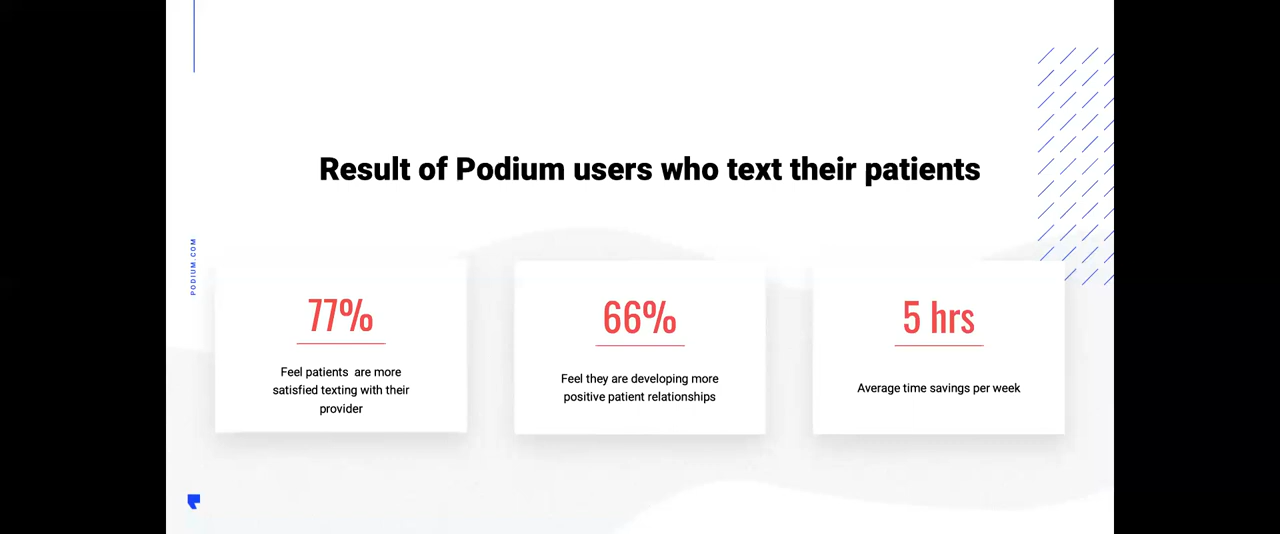 Result of Podium users who text their patients
PODIUM.COM
77%
Feel patients  are more
satisfied texting with their
provider
66%
Feel they are developing more
positive patient relationships
5 hrs
Average time savings per week